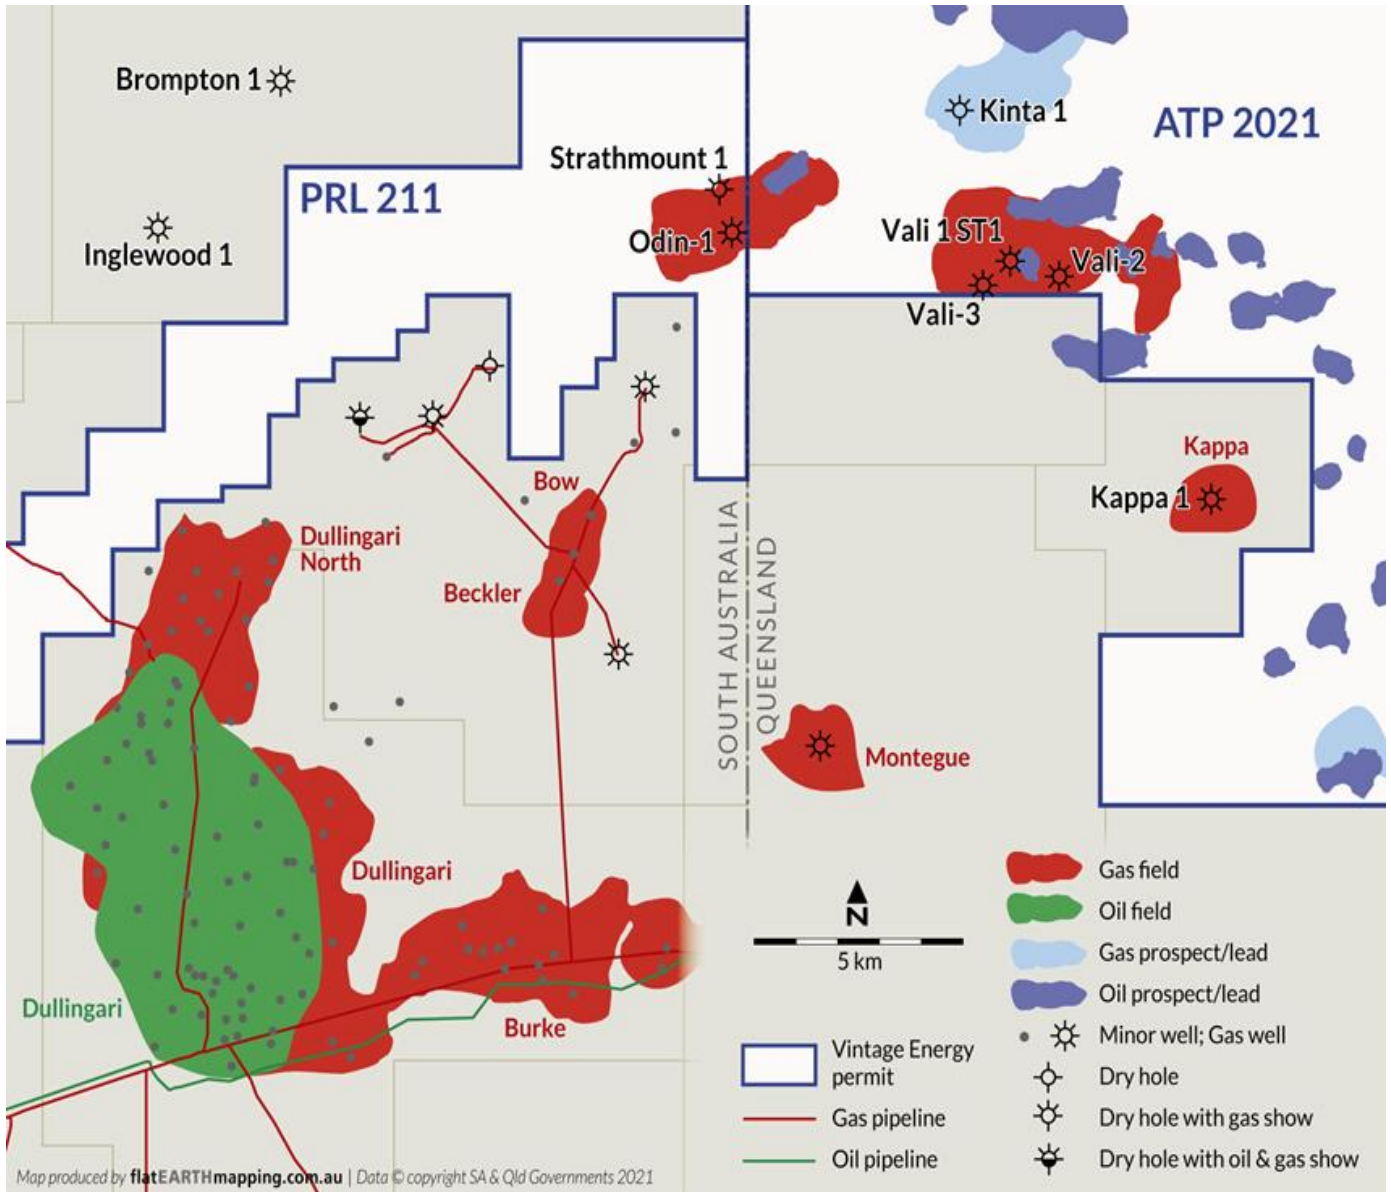 Brompton 1
Kinta 1
ATP 2021
Strathmount 1
PRL 211
Odin-1
Vali 1 ST1
Vali-2
Inglewood 1
Vali-3
Kappa
Kappa 1
Bow
Dullingari
North
Beckler
SOUTH AUSTRALIA
QUEENSLAND
Montegue
Dullingari
Dullingari
Burke
N
5 km
Gas field
Oil field
Gas prospect/lead
Oil prospect/lead
Minor well; Gas well
Dry hole
Dry hole with gas show
Dry hole with oil & gas show
Vintage Energy
permit
Gas pipeline
Oil pipeline
Map produced by flatEARTHmapping.com.au | Data © copyright SA & Qld Governments 2021